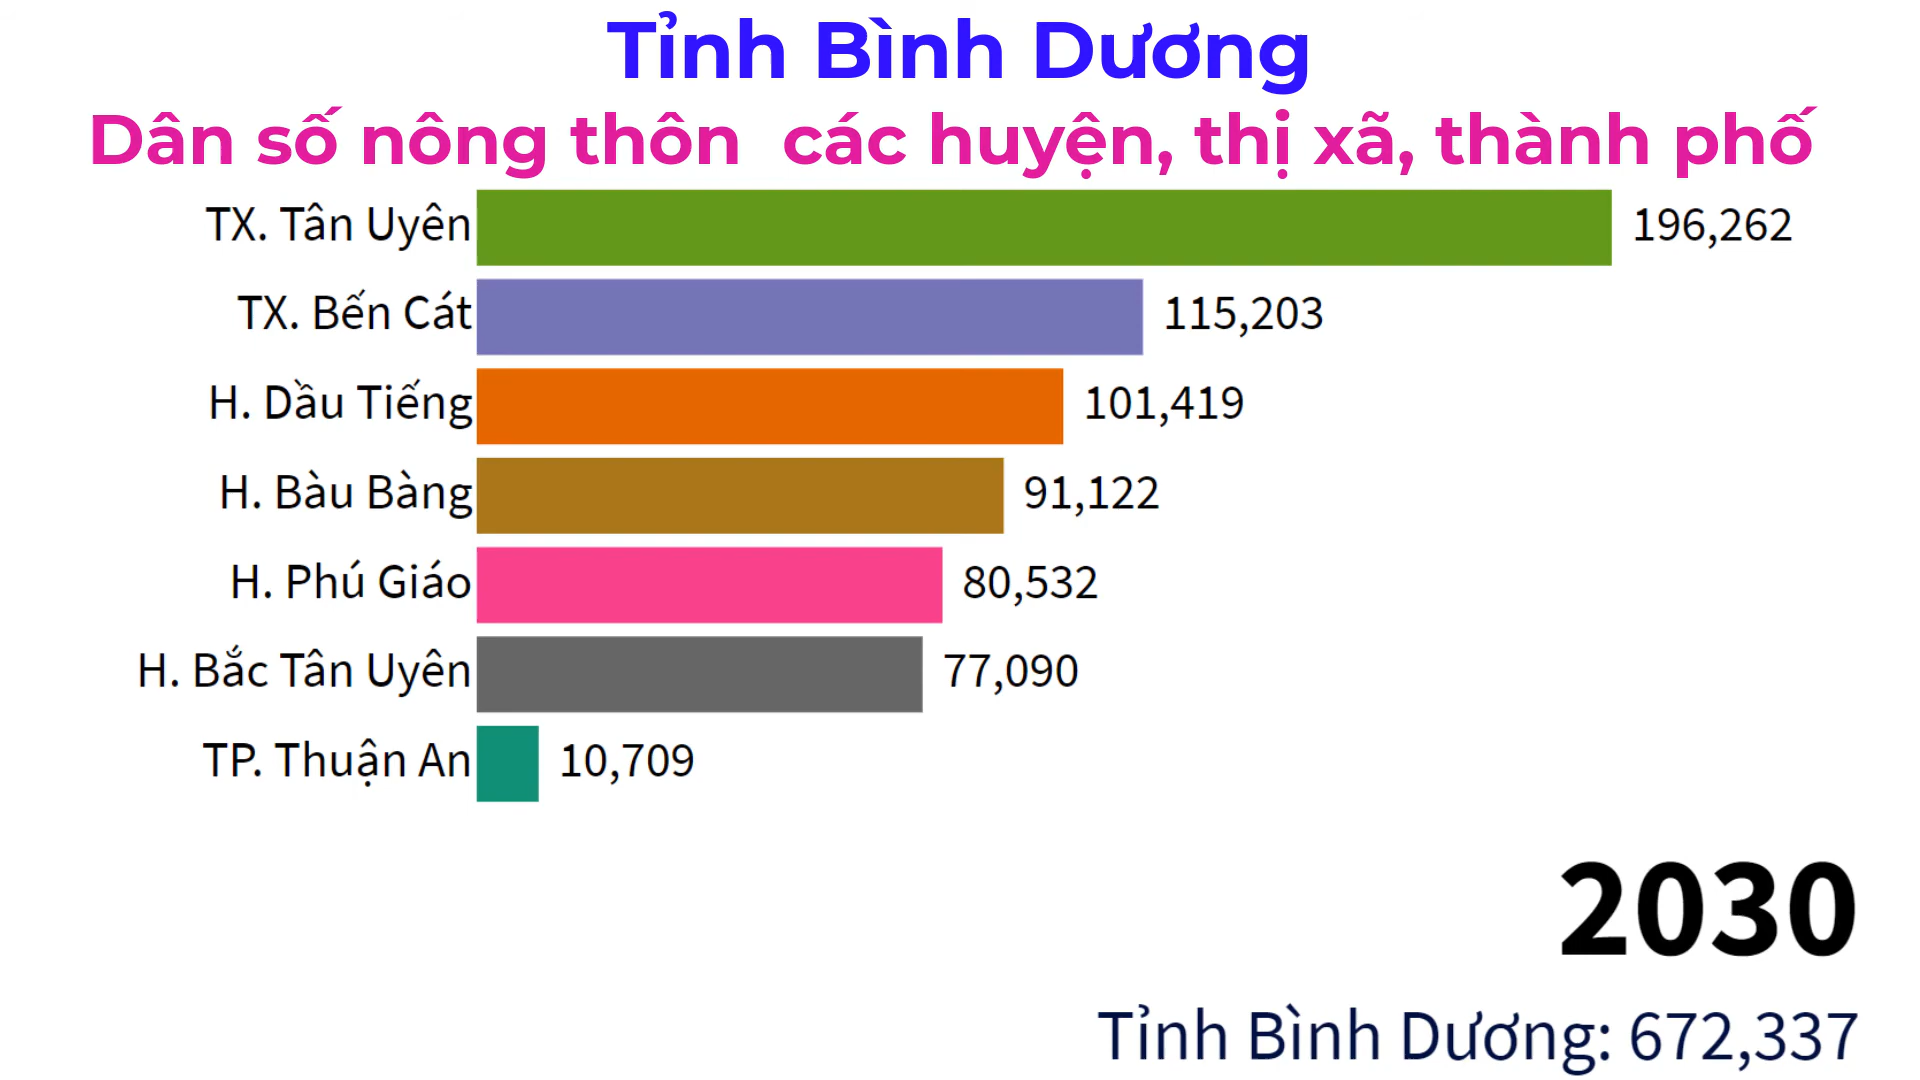 Tỉnh Bình Dương
Dân số nông thôn các huyện, thị xã, thành phố
TX. Tân Uyên 196,262
TX. Bến Cát 115,203
H. Dầu Tiếng 101,419
H. Bàu Bàng 91,122
H. Phú Giáo 80,532
H. Bắc Tân Uyên 77,090
TP. Thuận An 10,709
2030
Tỉnh Bình Dương: 672,337